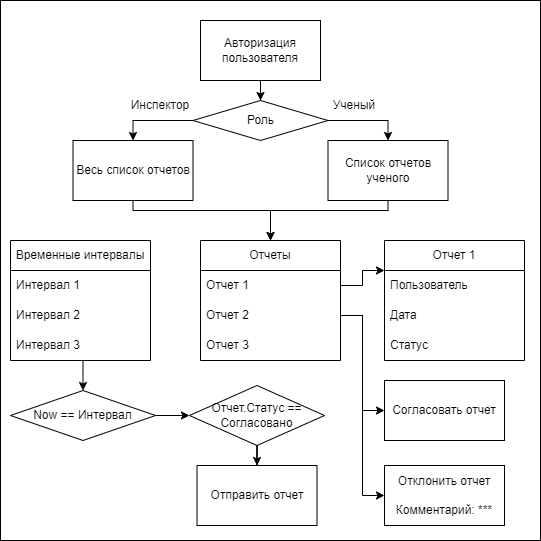 Авторизация
пользователя
Инспектор
Ученый
Роль
Весь список отчетов
Список отчетов
ученого
Временные интервалы
Интервал 1
Интервал 2
Интервал 3
Отчеты
Отчет 1
Отчет 2
Отчет 3
Отчет 1
Пользователь
Дата
Статус
Now == Интервал
Отчет.Статус ==
Согласовано
Согласовать отчет
Отправить отчет
Отклонить отчет
Комментарий: ***